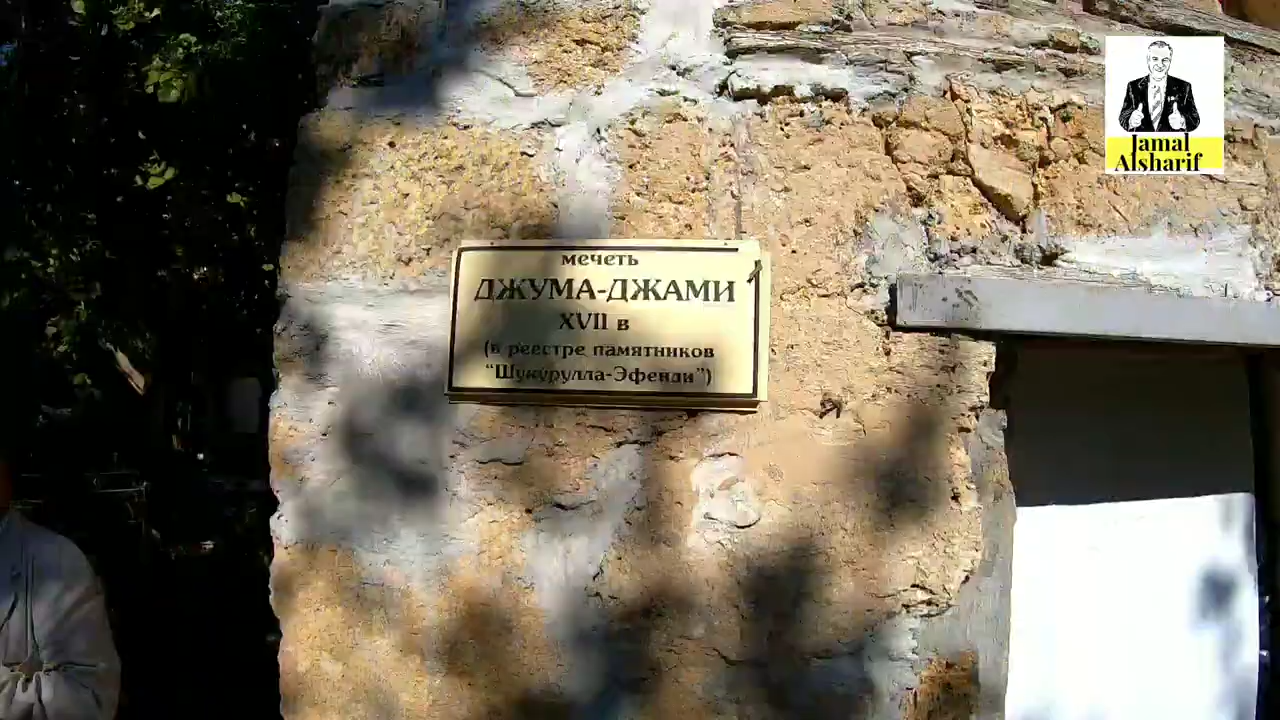 мечеть
ДЖУМА-ДЖАМИ
XVII в
(в реестре памятников
"Шукурулла-Эфенди")
Jamal
Alsharif